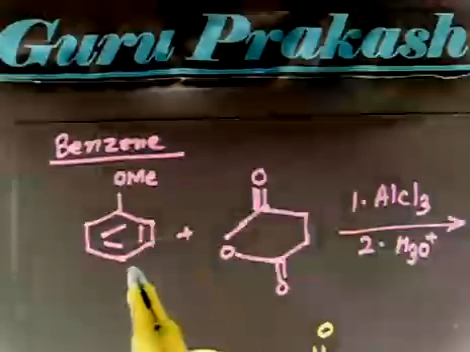 Guru Prakash
Benzene
OMe
+
O
O
O
1. AlCl3
2. H3O+
O